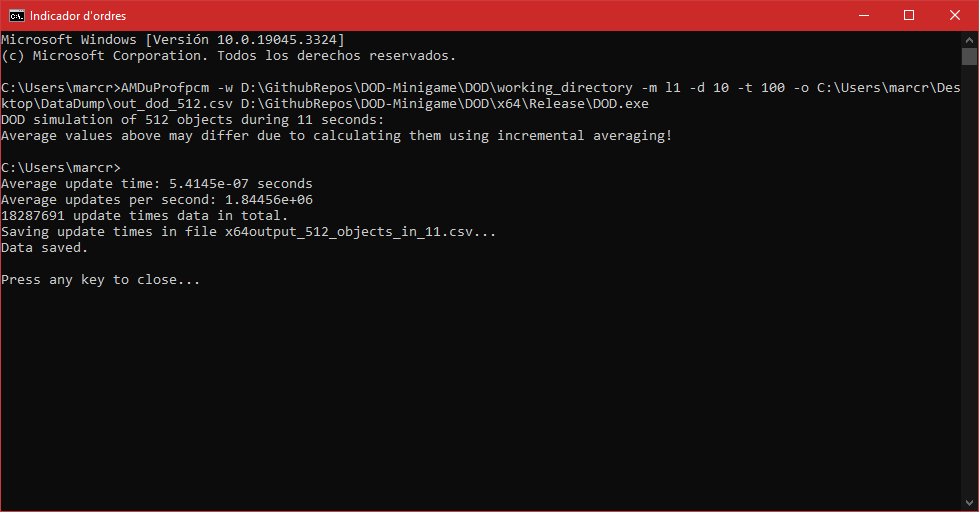 Indicador d'ordres
Microsoft Windows [Versión 10.0.19045.3324]
(c) Microsoft Corporation. Todos los derechos reservados.
C:\Users\marcr>AMDuProfpcm -w D:\GithubRepos\DOD-Minigame\DOD\working_directory -m l1 -d 10 -t 100 -o C:\Users\marcr\Des
ktop\DataDump\out_dod_512.csv D:\GithubRepos\DOD-Minigame\DOD\x64\Release\DOD.exe
DOD simulation of 512 objects during 11 seconds:
Average values above may differ due to calculating them using incremental averaging!
C:\Users\marcr>
Average update time: 5.4145e-07 seconds
Average updates per second: 1.84456e+06
18287691 update times data in total.
Saving update times in file x64output_512_objects_in_11.csv...
Data saved.
Press any key to close...